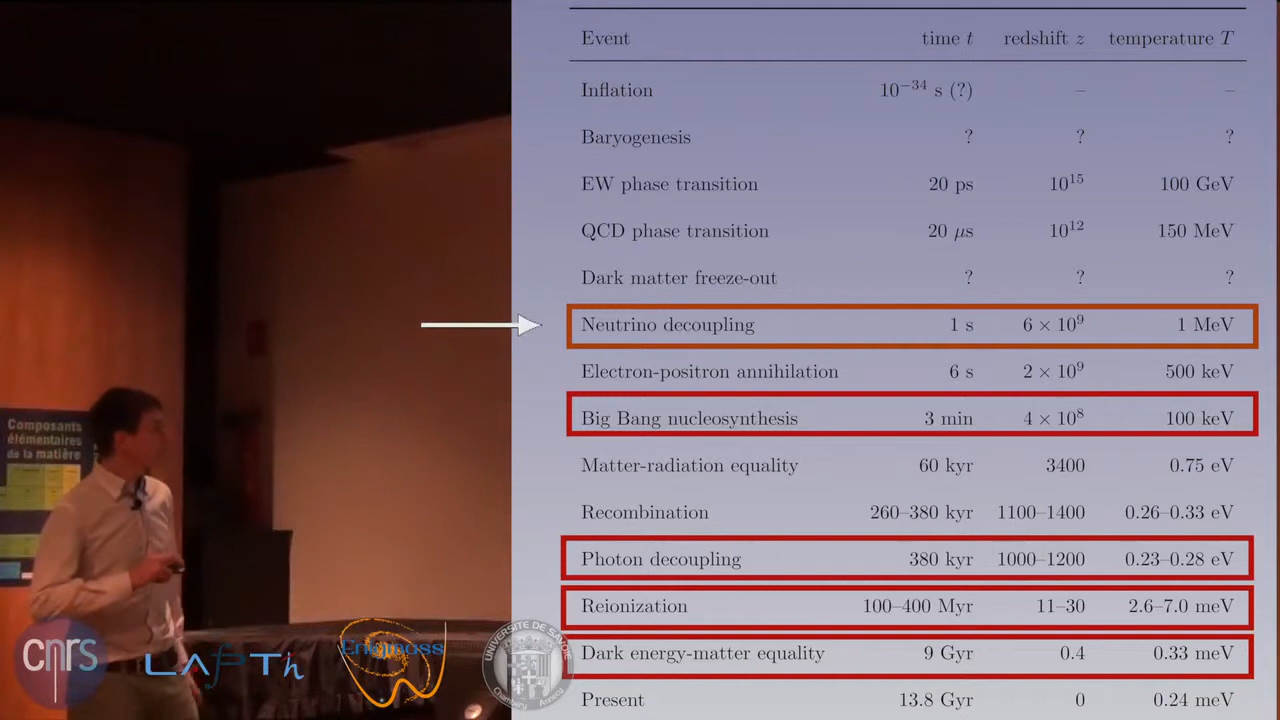 Event time t redshift z temperature T
Inflation 10⁻³⁴ s (?) – –
Baryogenesis ? ? ?
EW phase transition 20 ps 10¹⁵ 100 GeV
QCD phase transition 20 μs 10¹² 150 MeV
Dark matter freeze-out ? ? ?
Neutrino decoupling 1 s 6 × 10⁹ 1 MeV
Electron-positron annihilation 6 s 2 × 10⁹ 500 keV
Big Bang nucleosynthesis 3 min 4 × 10⁸ 100 keV
Matter-radiation equality 60 kyr 3400 0.75 eV
Recombination 260–380 kyr 1100–1400 0.26–0.33 eV
Photon decoupling 380 kyr 1000–1200 0.23–0.28 eV
Reionization 100–400 Myr 11–30 2.6–7.0 meV
Dark energy-matter equality 9 Gyr 0.4 0.33 meV
Present 13.8 Gyr 0 0.24 meV
Composants
élémentaires
de la matière
cnrs
LAPTh
Enigmass
UNIVERSITE DE SAVOIE
Chambéry Annecy